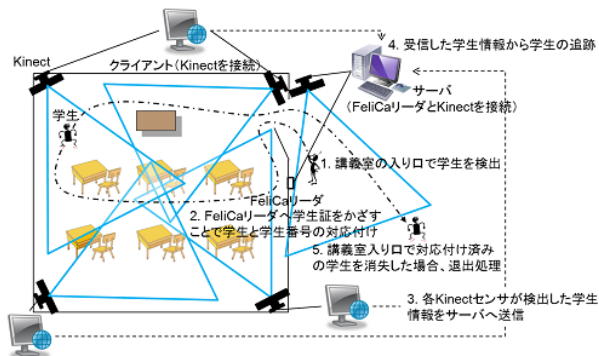 Kinect
クライアント(Kinectを接続)
4. 受信した学生情報から学生の追跡
サーバ
(FeliCaリーダとKinectを接続)
学生
1. 講義室の入り口で学生を検出
FeliCaリーダ
2. FeliCaリーダへ学生証をかざす
ことで学生と学生番号の対応付け
5. 講義室入り口で対応付け済み
の学生を消失した場合、退出処理
3. 各Kinectセンサが検出した学生
情報をサーバへ送信